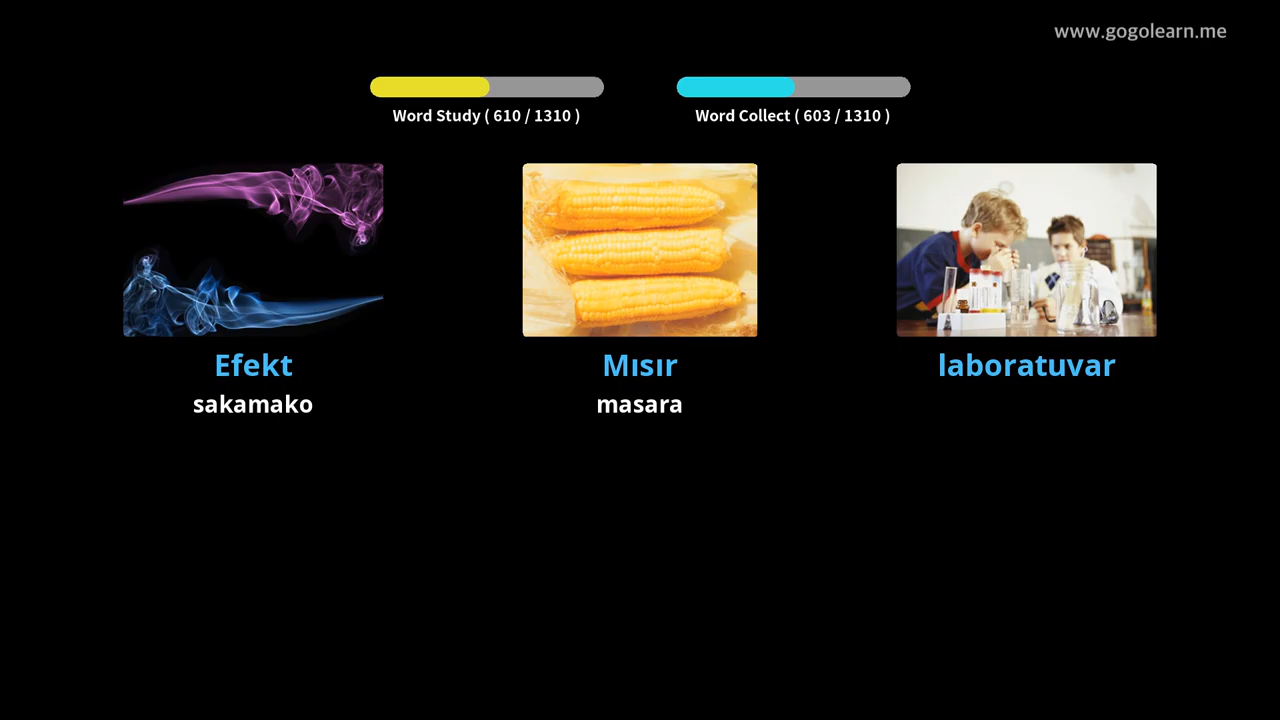 www.gogolearn.me
Word Study ( 610 / 1310 )
Word Collect ( 603 / 1310 )
Efekt
Mısır
laboratuvar
sakamako
masara